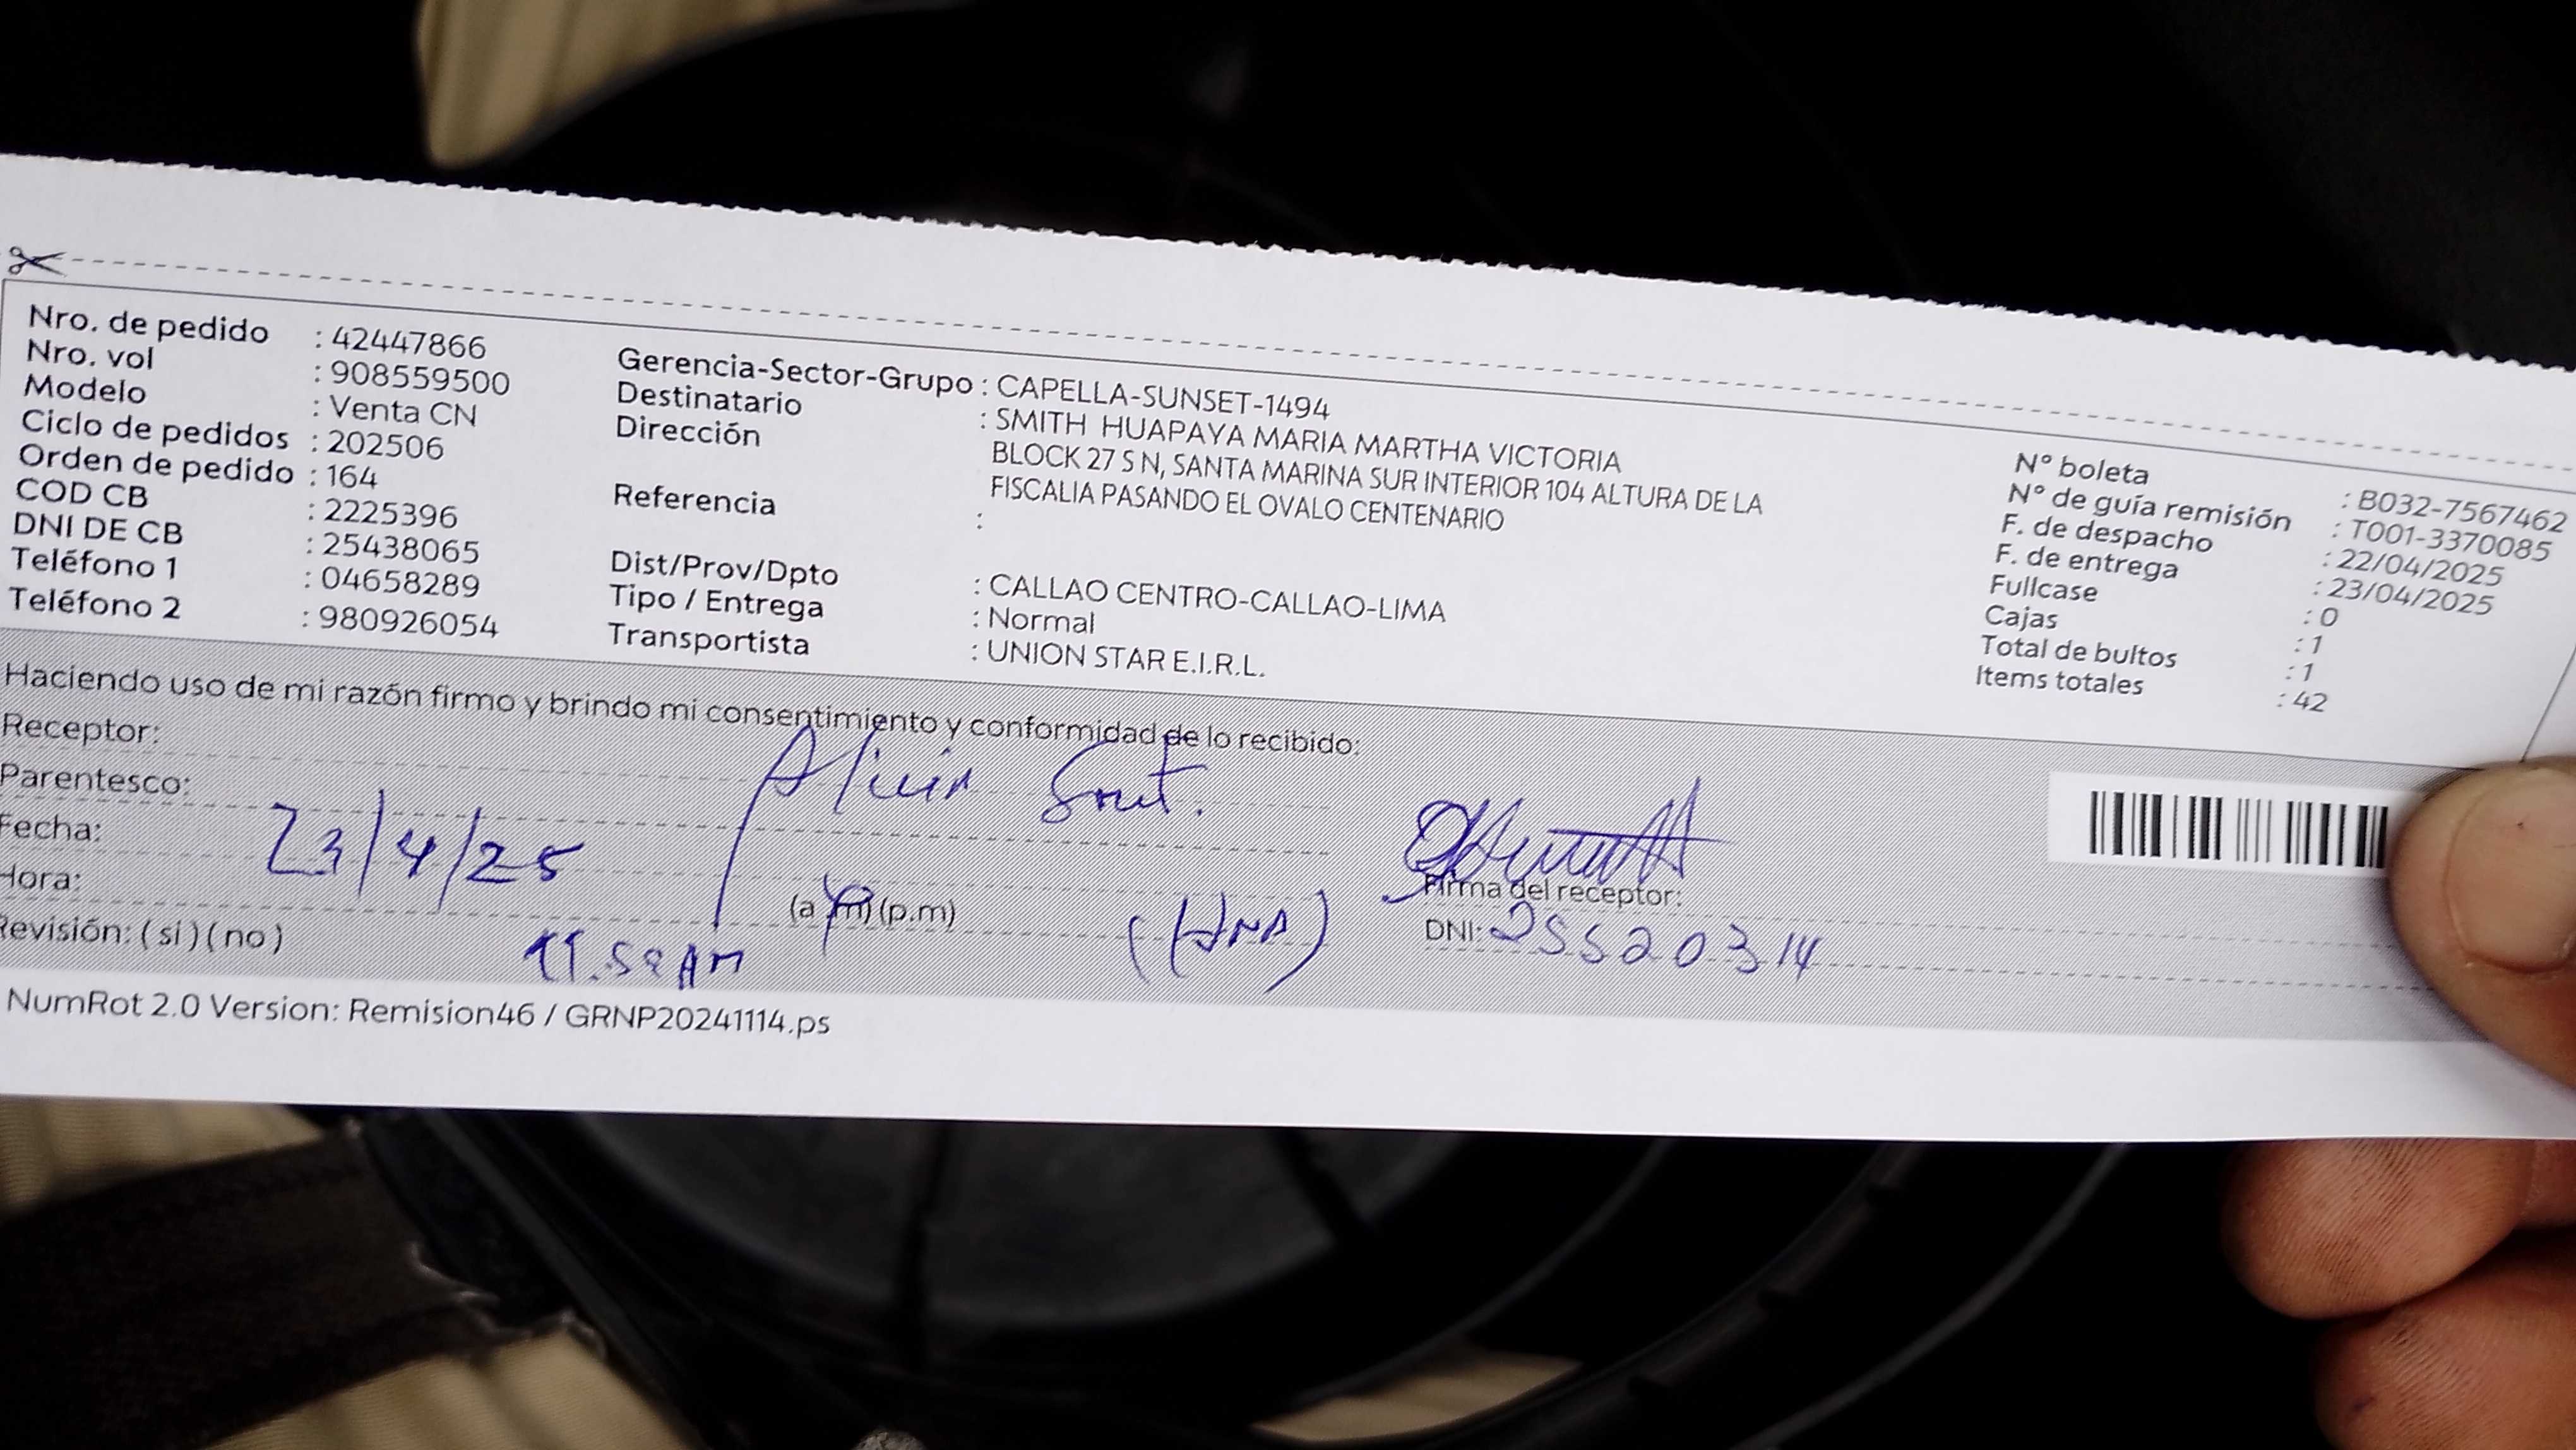 Nro. de pedido : 42447866
Nro. vol : 908559500
Modelo : Venta CN
Ciclo de pedidos : 202506
Orden de pedido : 164
COD CB : 2225396
DNI DE CB : 25438065
Teléfono 1 : 04658289
Teléfono 2 : 980926054
Gerencia-Sector-Grupo : CAPELLA-SUNSET-1494
Destinatario : SMITH HUAPAYA MARIA MARTHA VICTORIA
Dirección BLOCK 27 S N, SANTA MARINA SUR INTERIOR 104 ALTURA DE LA
FISCALIA PASANDO EL OVALO CENTENARIO
Referencia :
Dist/Prov/Dpto : CALLAO CENTRO-CALLAO-LIMA
Tipo / Entrega : Normal
Transportista : UNION STAR E.I.R.L.
N° boleta : B032-7567462
N° de guía remisión : T001-3370085
F. de despacho : 22/04/2025
F. de entrega : 23/04/2025
Fullcase : 0
Cajas : 1
Total de bultos : 1
Items totales : 42
Haciendo uso de mi razón firmo y brindo mi consentimiento y conformidad de lo recibido:
Receptor: Alicia
Parentesco:
Fecha: 23/4/25
Hora: (a.m) (p.m)
Revisión: ( si ) ( no ) AM
(HNA)
Firma del receptor:
DNI: 25520314
NumRot 2.0 Version: Remision46 / GRNP20241114.ps